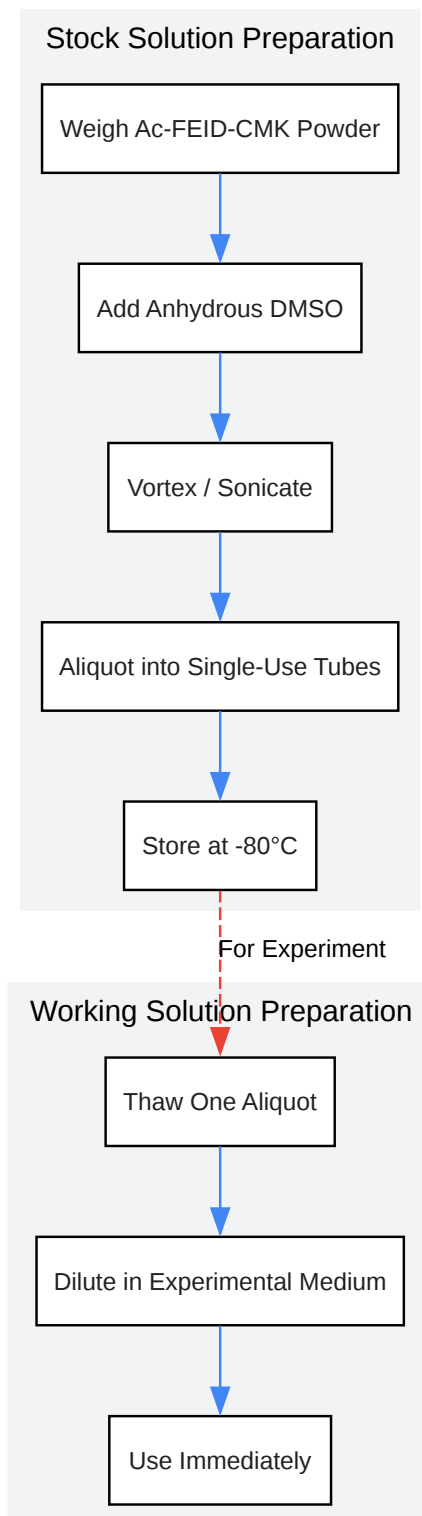 Stock Solution Preparation
Weigh Ac-FEID-CMK Powder
Add Anhydrous DMSO
Vortex / Sonicate
Aliquot into Single-Use Tubes
Store at -80°C
For Experiment
Working Solution Preparation
Thaw One Aliquot
Dilute in Experimental Medium
Use Immediately